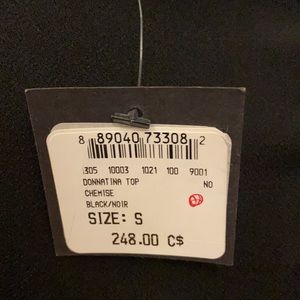 8 89040 73308 2
305 10003 1021 100 9001
DONNATINA TOP NO
CHEMISE
BLACK/NOIR
SIZE: S
248.00 C$